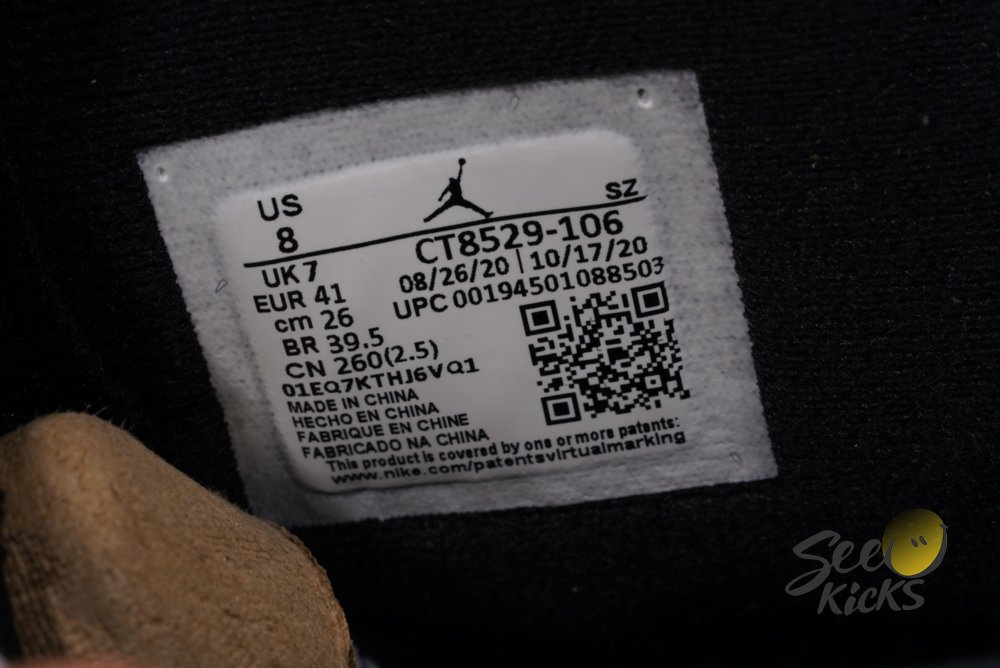 US
8
SZ
CT8529-106
08/26/20 | 10/17/20
UPC 00194501088503
UK 7
EUR 41
cm 26
BR 39.5
CN 260(2.5)
01EQ7KTHJ6VQ1
MADE IN CHINA
HECHO EN CHINA
FABRIQUE EN CHINE
FABRICADO NA CHINA
This product is covered by one or more patents:
www.nike.com/patentsvirtualmarking
See
KicKS